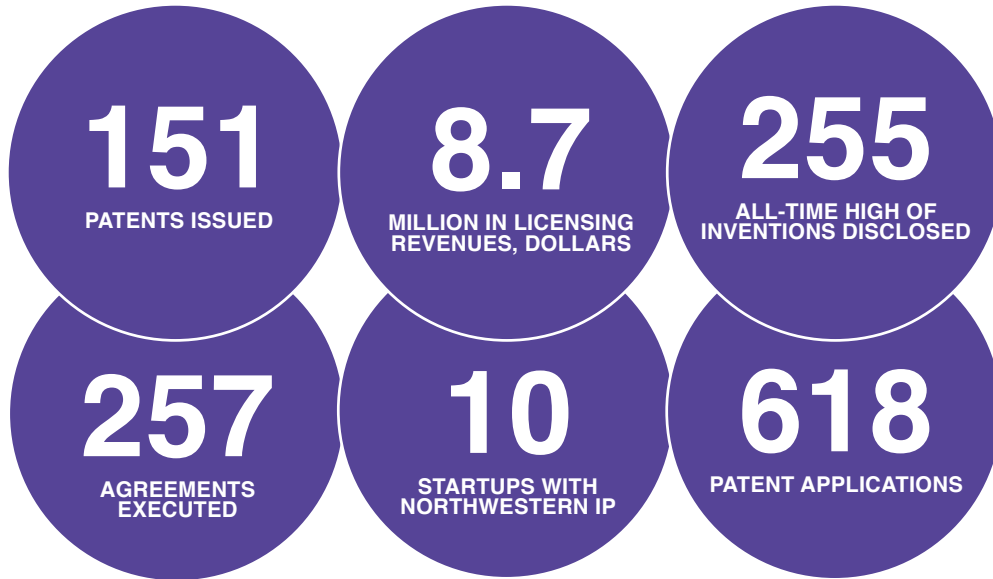 151
PATENTS ISSUED
8.7
MILLION IN LICENSING
REVENUES, DOLLARS
255
ALL-TIME HIGH OF
INVENTIONS DISCLOSED
257
AGREEMENTS
EXECUTED
10
STARTUPS WITH
NORTHWESTERN IP
618
PATENT APPLICATIONS